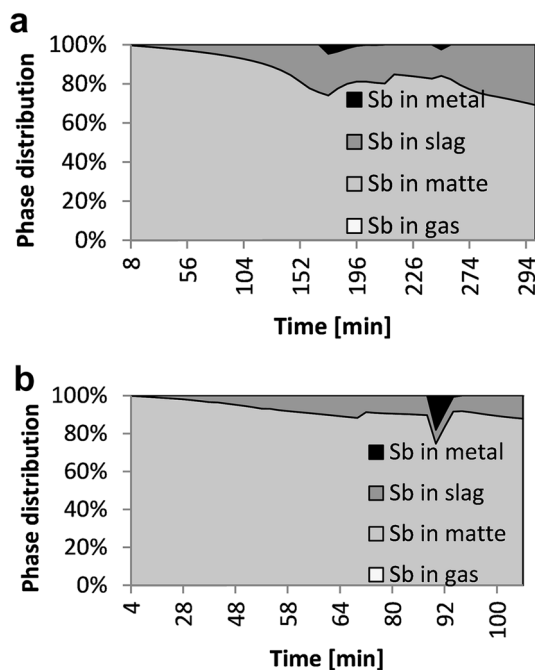 a
100%
80%
60%
40%
20%
0%
Phase distribution
Sb in metal
Sb in slag
Sb in matte
Sb in gas
8 56 104 152 196 226 274 294
Time [min]
b
100%
80%
60%
40%
20%
0%
Phase distribution
Sb in metal
Sb in slag
Sb in matte
Sb in gas
4 28 48 58 64 80 92 100
Time [min]